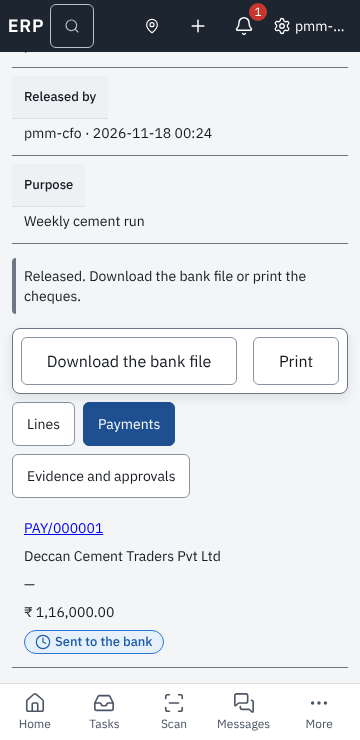 ERP
1
pmm-...
Released by
pmm-cfo · 2026-11-18 00:24
Purpose
Weekly cement run
Released. Download the bank file or print the
cheques.
Download the bank file
Print
Lines
Payments
Evidence and approvals
PAY/000001
Deccan Cement Traders Pvt Ltd
—
₹ 1,16,000.00
Sent to the bank
Home
Tasks
Scan
Messages
More